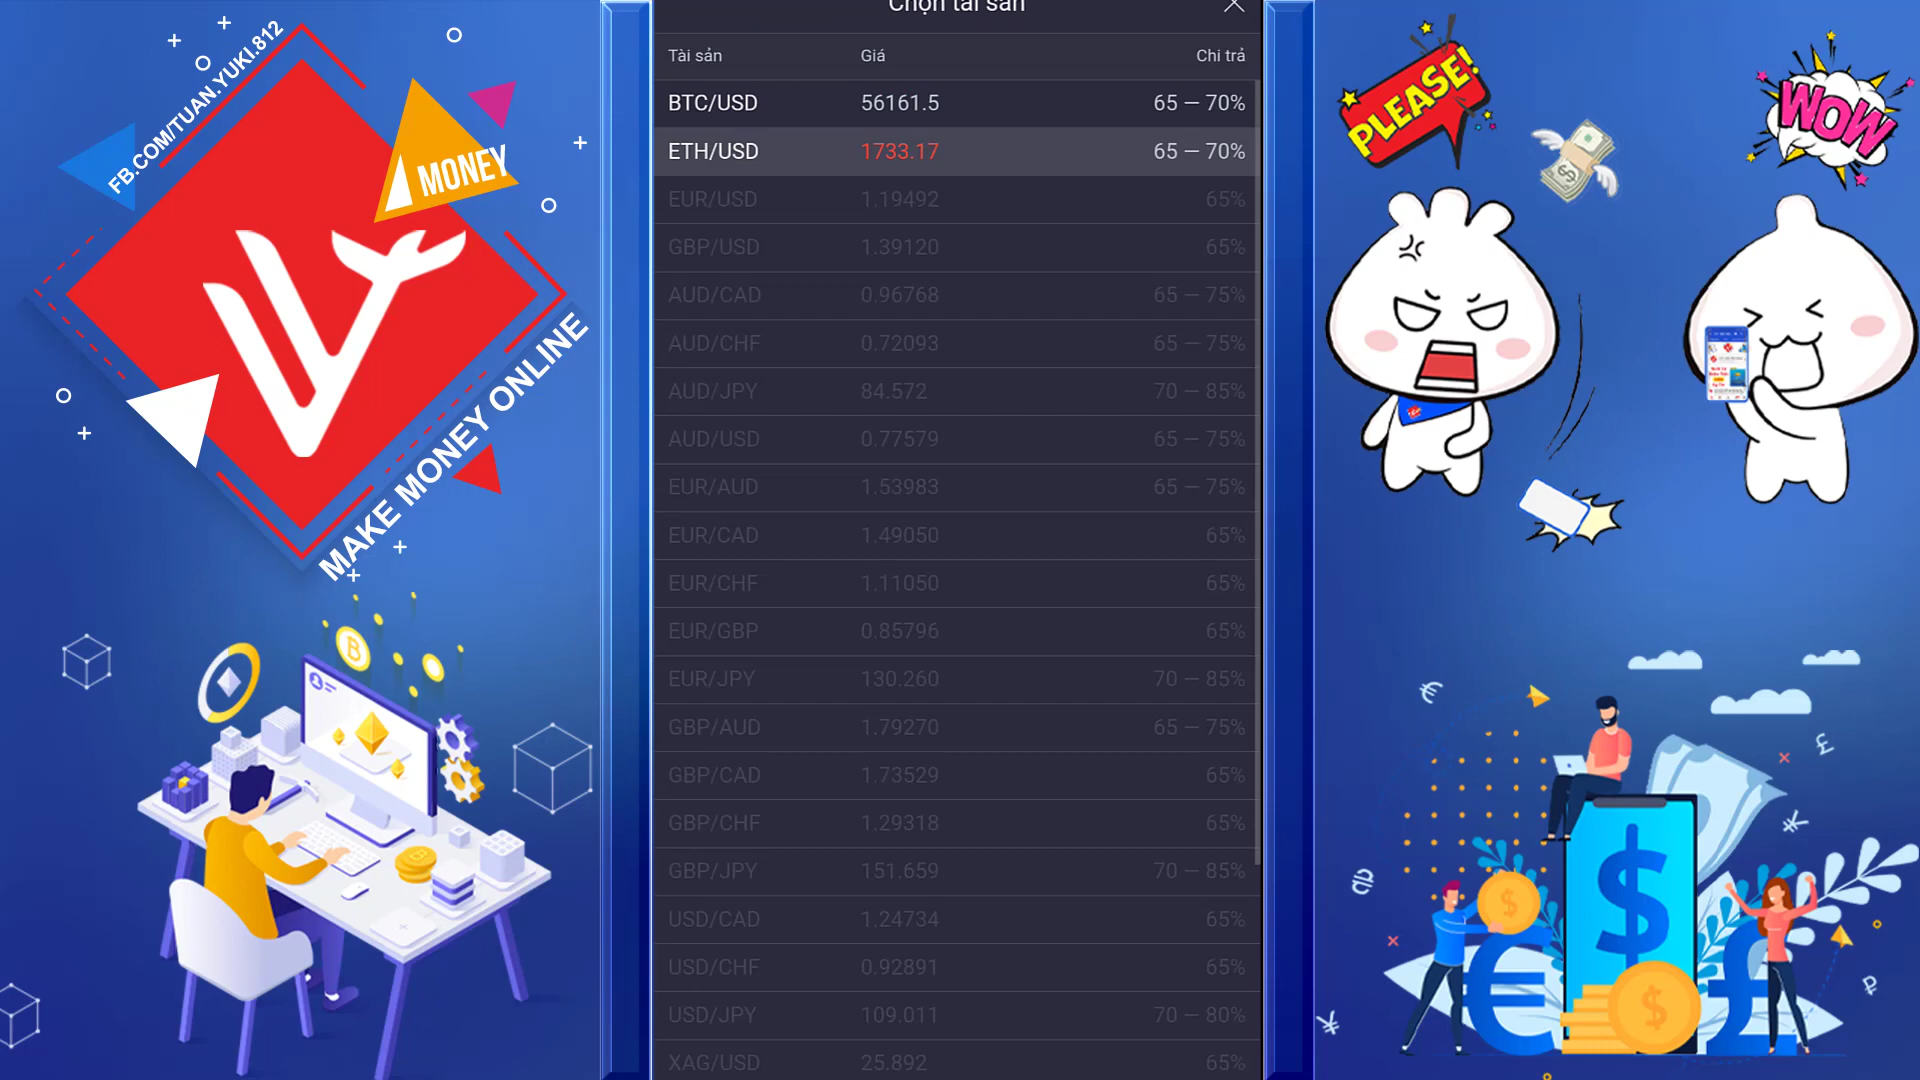 FB.COM/TUAN.YUKI.812
MONEY
MAKE MONEY ONLINE
Chọn tài sản
Tài sản Giá Chi trả
BTC/USD 56161.5 65 — 70%
ETH/USD 1733.17 65 — 70%
EUR/USD 1.19492 65%
GBP/USD 1.39120 65%
AUD/CAD 0.96768 65 — 75%
AUD/CHF 0.72093 65 — 75%
AUD/JPY 84.572 70 — 85%
AUD/USD 0.77579 65 — 75%
EUR/AUD 1.53983 65 — 75%
EUR/CAD 1.49050 65%
EUR/CHF 1.11050 65%
EUR/GBP 0.85796 65%
EUR/JPY 130.260 70 — 85%
GBP/AUD 1.79270 65 — 75%
GBP/CAD 1.73529 65%
GBP/CHF 1.29318 65%
GBP/JPY 151.659 70 — 85%
USD/CAD 1.24734 65%
USD/CHF 0.92891 65%
USD/JPY 109.011 70 — 80%
XAG/USD 25.892 65%
PLEASE!
WOW